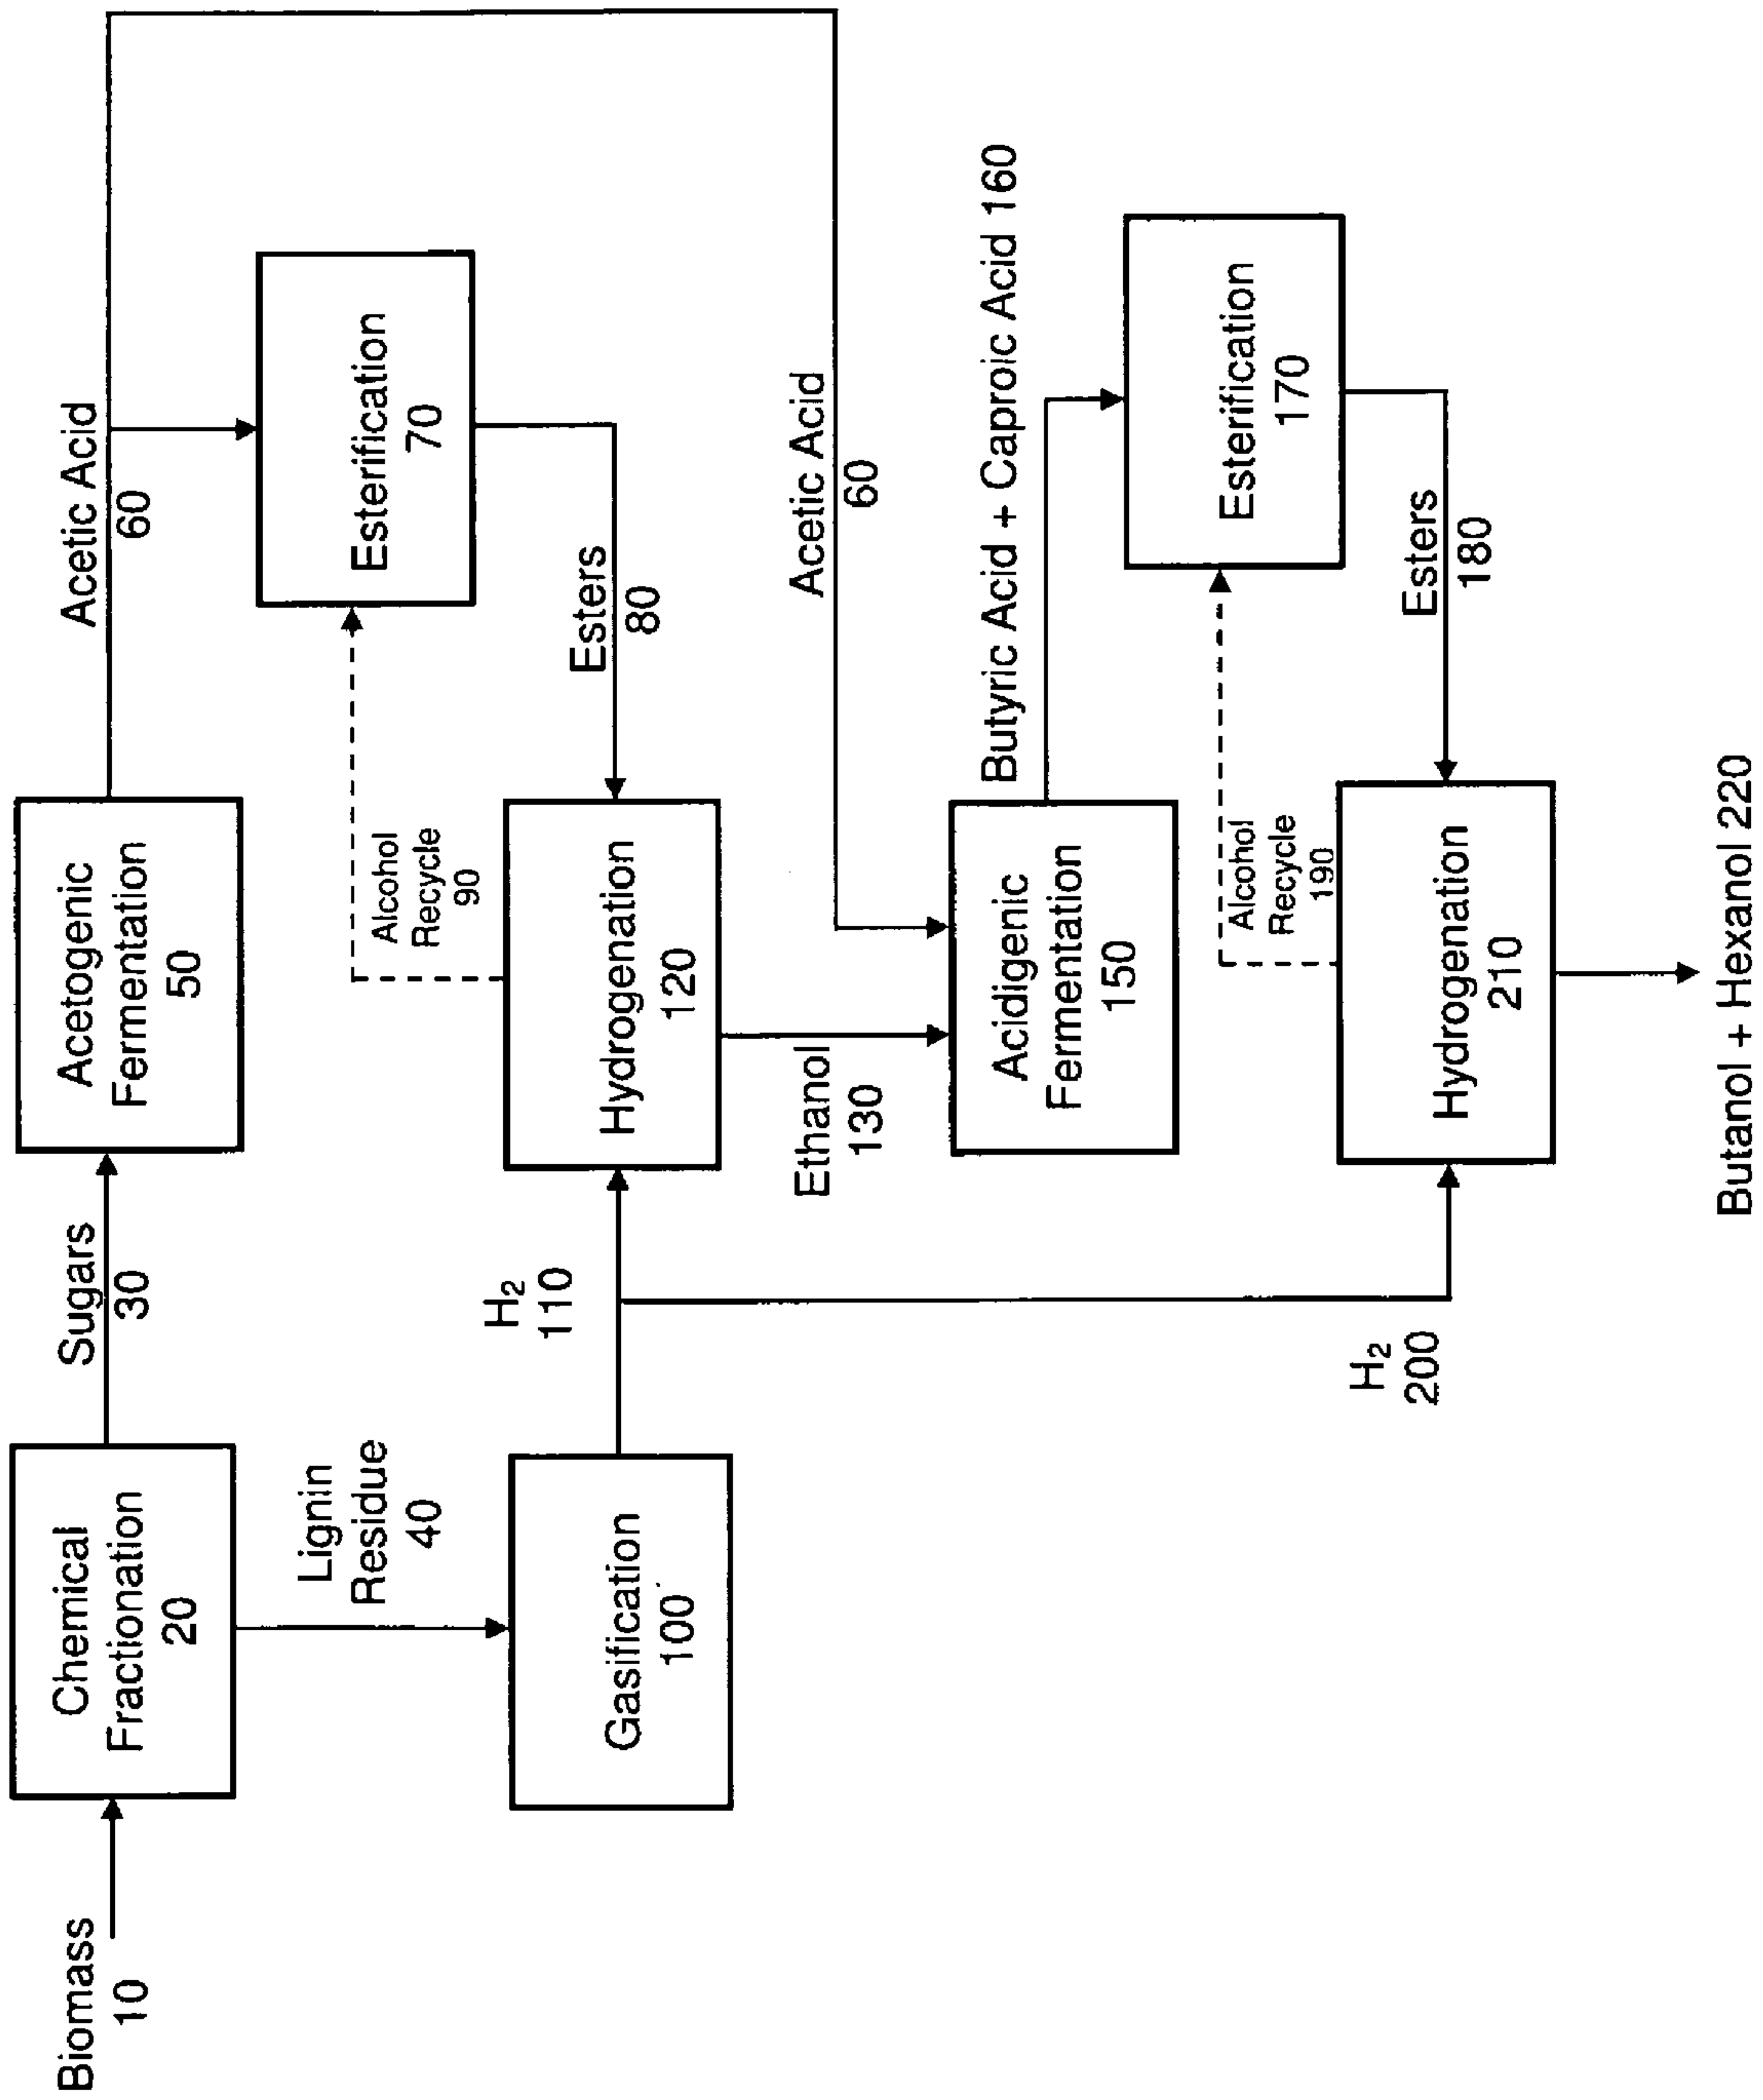 Biomass
10
Chemical
Fractionation
20
Sugars
30
Acetogenic
Fermentation
50
Acetic Acid
60
Lignin
Residue
40
Gasification
100
H₂
110
Hydrogenation
120
Alcohol
Recycle
90
Esterification
70
Esters
80
Ethanol
130
Acetic Acid
60
Acidigenic
Fermentation
150
Butyric Acid + Caproic Acid 160
Esterification
170
Esters
180
Alcohol
Recycle
190
H₂
200
Hydrogenation
210
Butanol + Hexanol 220